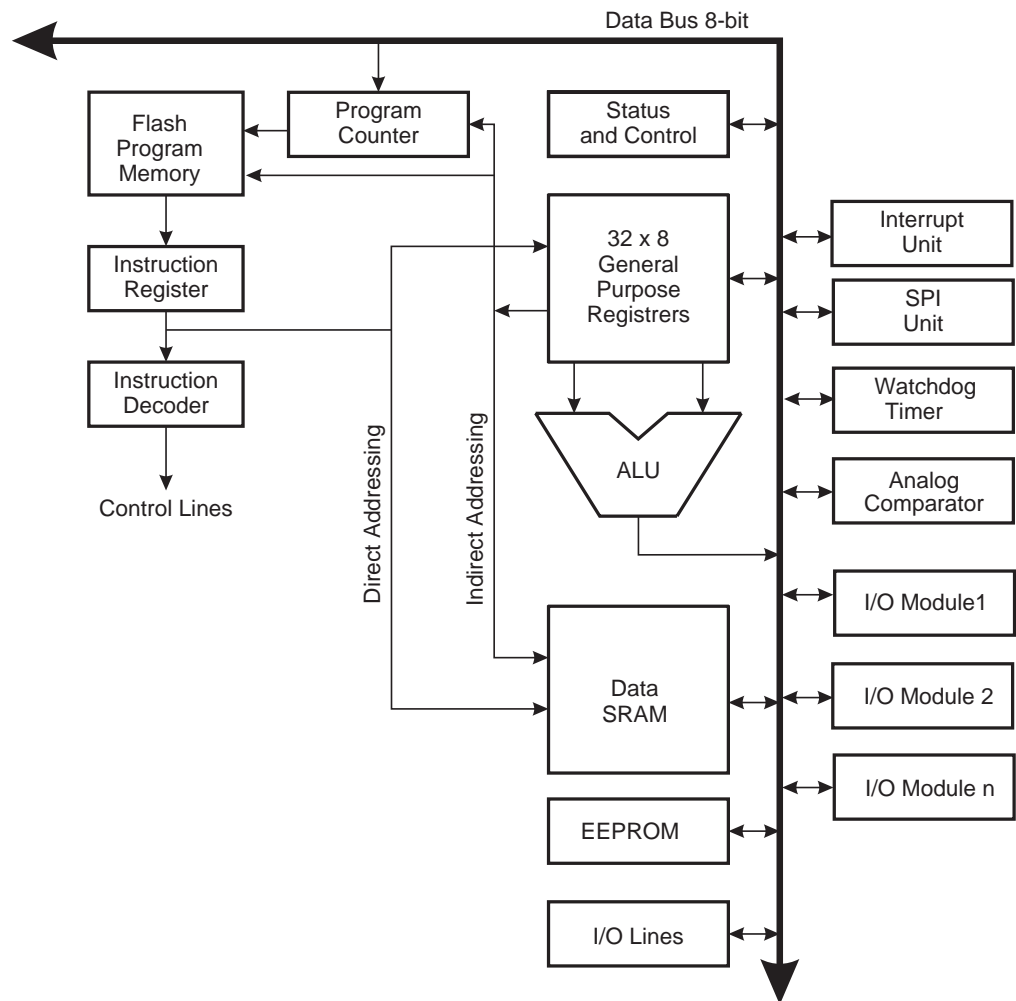 Data Bus 8-bit
Flash
Program
Memory
Program
Counter
Status
and Control
32 x 8
General
Purpose
Registrers
Interrupt
Unit
Instruction
Register
SPI
Unit
Instruction
Decoder
Watchdog
Timer
Control Lines
Direct Addressing
Indirect Addressing
ALU
Analog
Comparator
I/O Module1
Data
SRAM
I/O Module 2
I/O Module n
EEPROM
I/O Lines